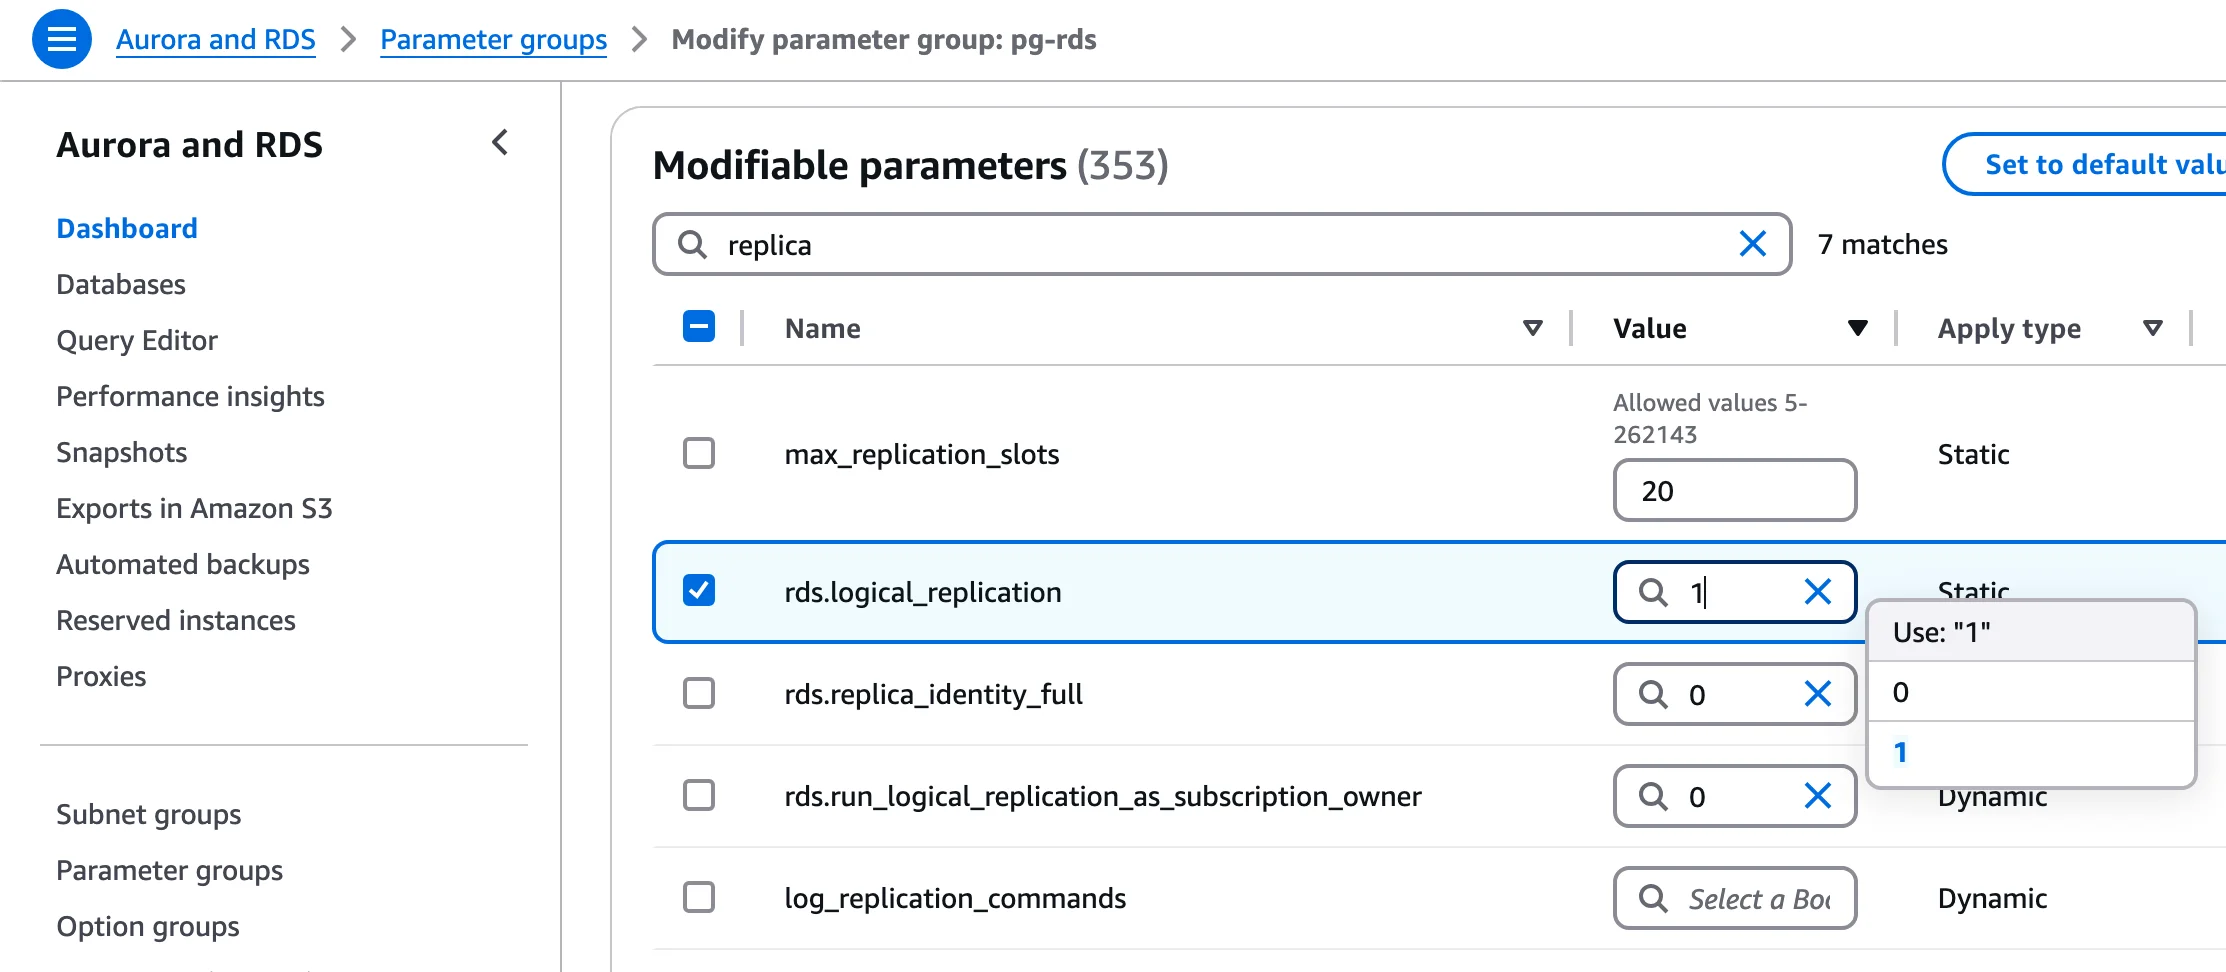 Aurora and RDS > Parameter groups > Modify parameter group: pg-rds
Aurora and RDS
Dashboard
Databases
Query Editor
Performance insights
Snapshots
Exports in Amazon S3
Automated backups
Reserved instances
Proxies
Subnet groups
Parameter groups
Option groups
Modifiable parameters (353)
Set to default valu
replica
7 matches
Name Value Apply type
Allowed values 5-
262143
max_replication_slots 20 Static
rds.logical_replication 1 Static
Use: "1"
0
1
rds.replica_identity_full 0
rds.run_logical_replication_as_subscription_owner 0 Dynamic
log_replication_commands Select a Boo Dynamic